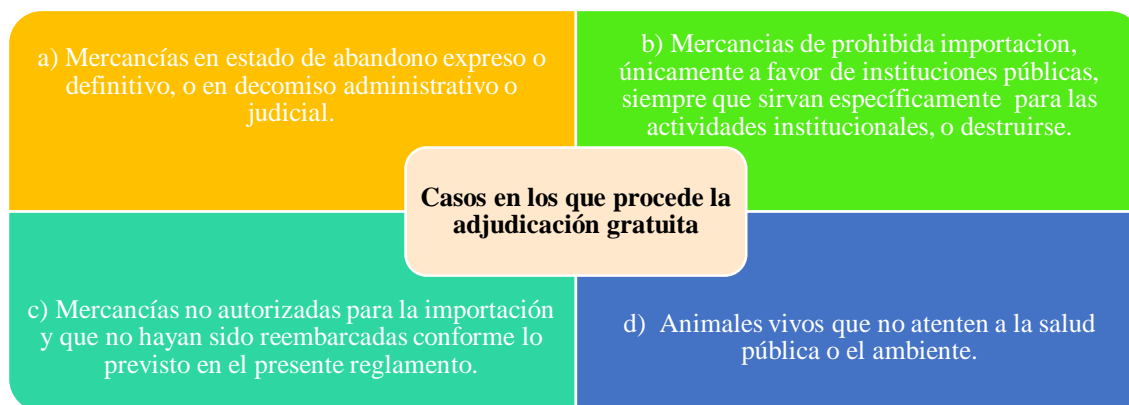 a) Mercancías en estado de abandono expreso o
definitivo, o en decomiso administrativo o
judicial.
b) Mercancias de prohibida importacion,
únicamente a favor de instituciones públicas,
siempre que sirvan específicamente para las
actividades institucionales, o destruirse.
Casos en los que procede la
adjudicación gratuita
c) Mercancías no autorizadas para la importación
y que no hayan sido reembarcadas conforme lo
previsto en el presente reglamento.
d) Animales vivos que no atenten a la salud
pública o el ambiente.